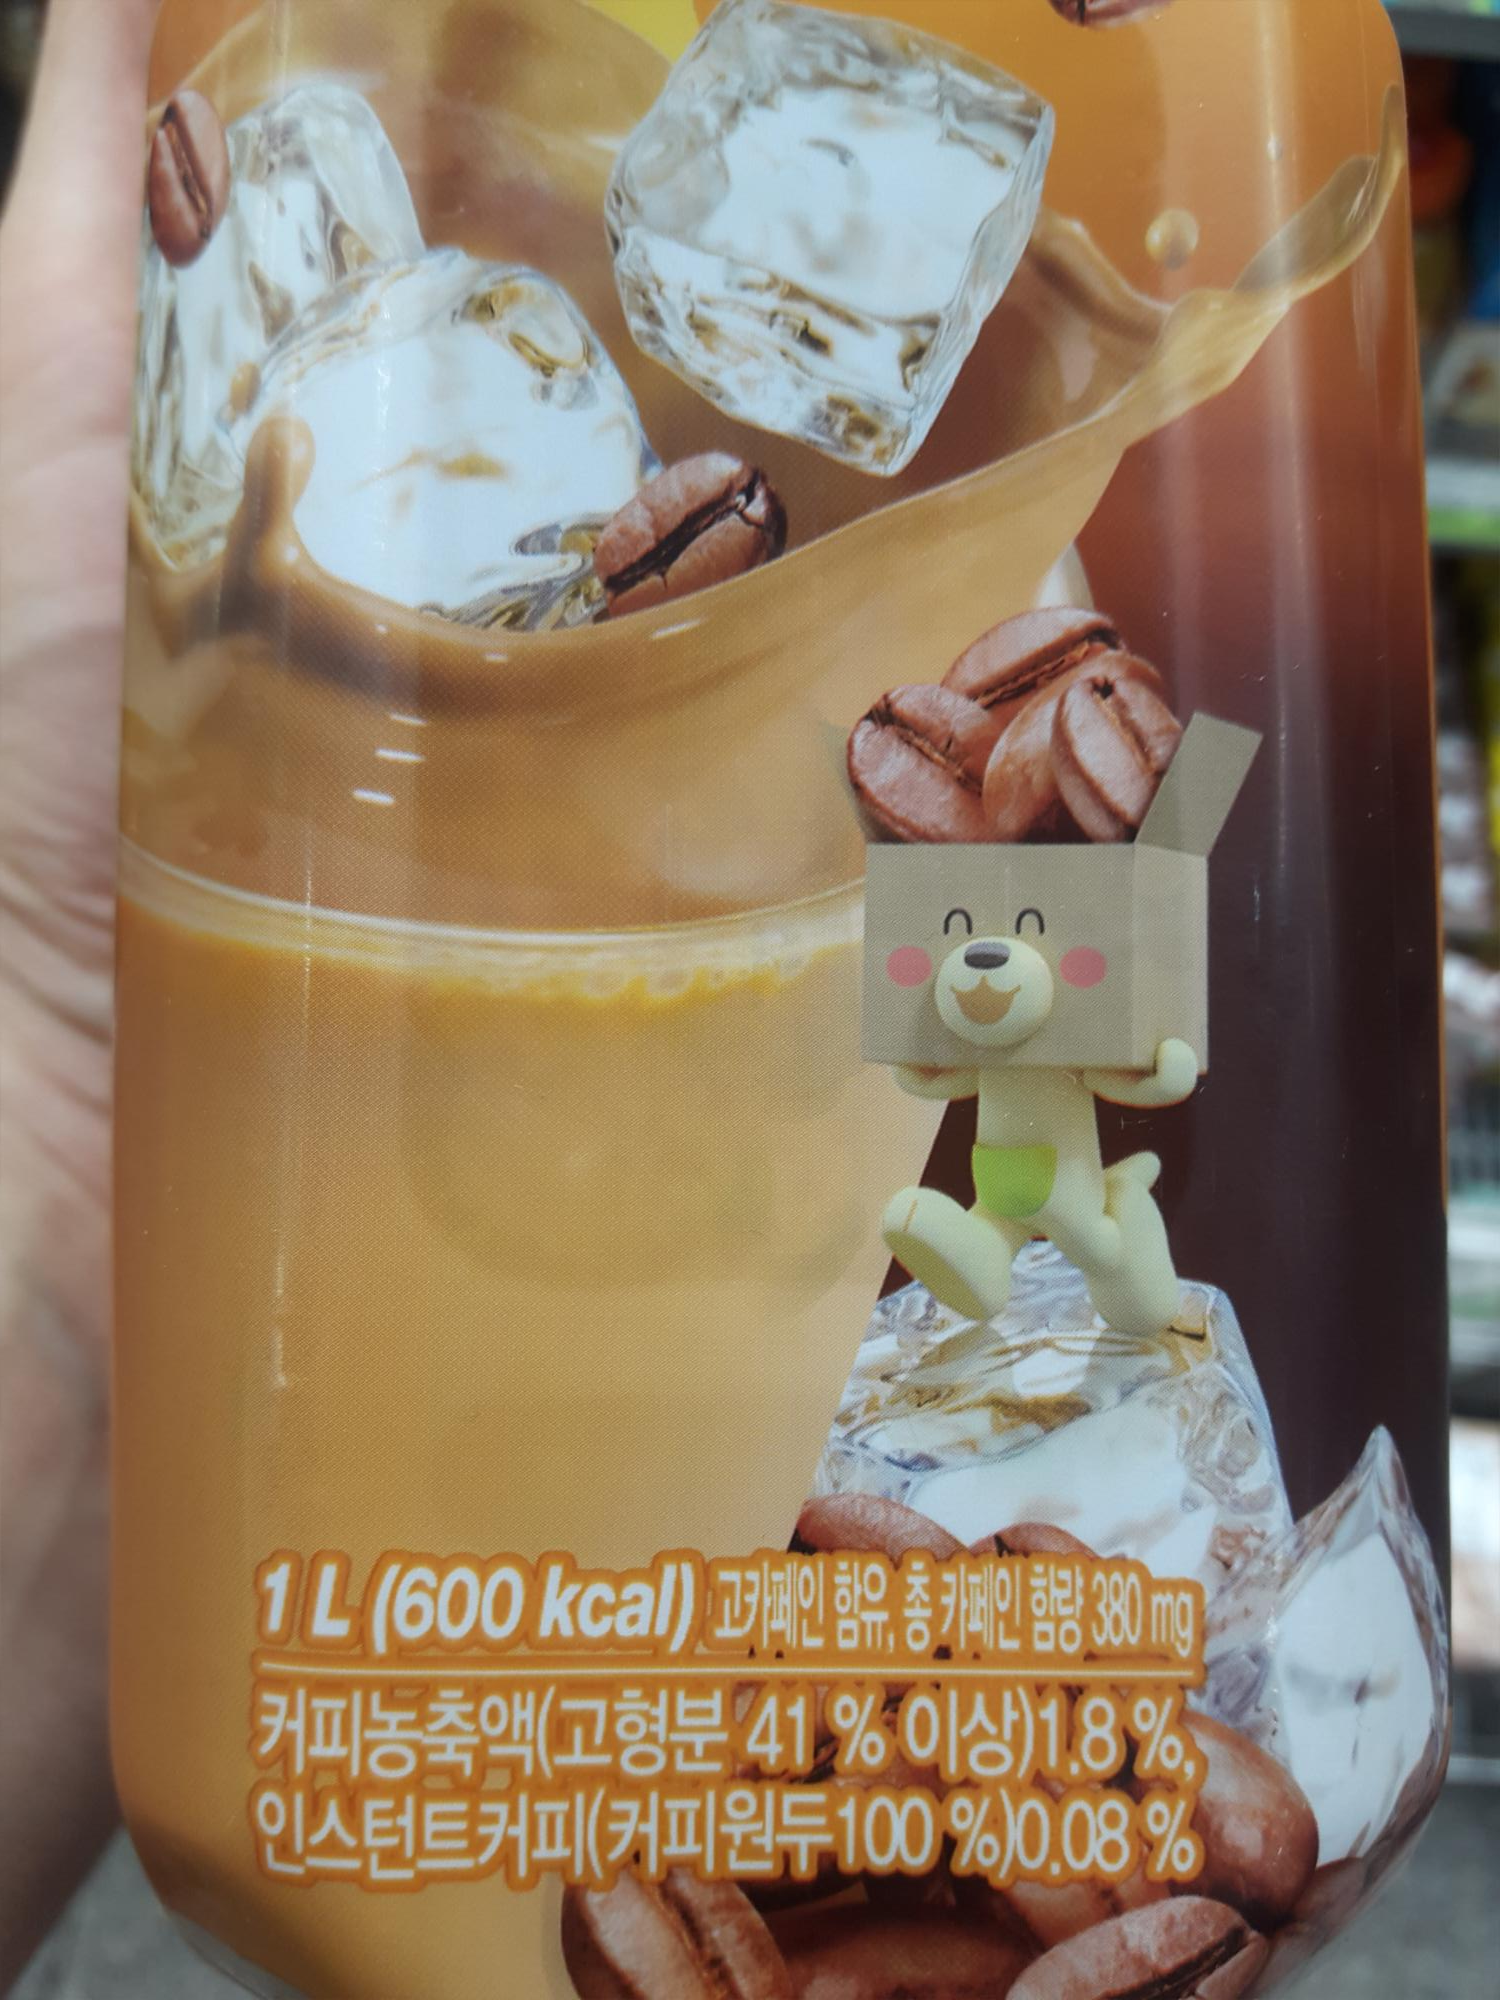 1 L (600 kcal) 고카페인 함유, 총 카페인 함량 380 mg
커피농축액(고형분 41 % 이상)1.8 %,
인스턴트커피(커피원두100 %)0.08 %